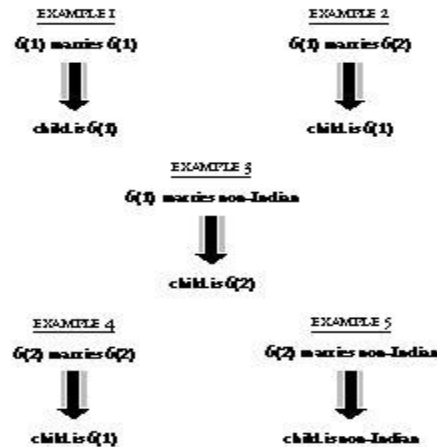 EXAMPLE 1
6(1) marries 6(1)
child is 6(1)
EXAMPLE 2
6(1) marries 6(2)
child is 6(1)
EXAMPLE 3
6(1) marries non-Indian
child is 6(2)
EXAMPLE 4
6(2) marries 6(2)
child is 6(1)
EXAMPLE 5
6(2) marries non-Indian
child is non-Indian